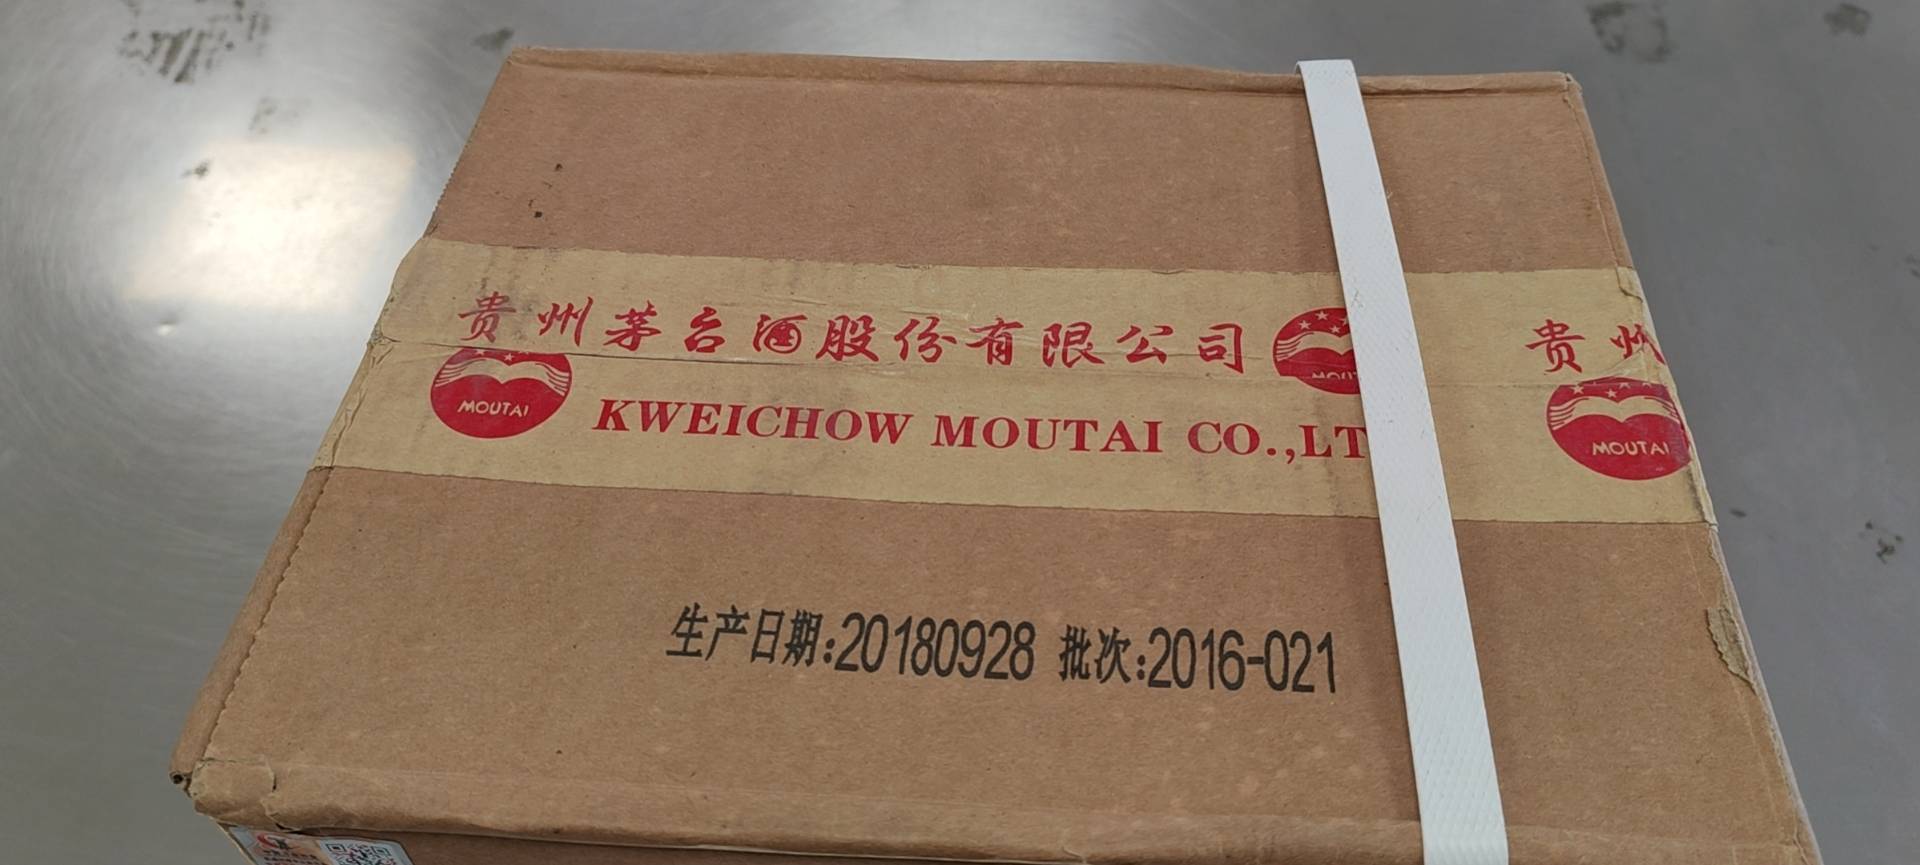 贵州茅台酒股份有限公司
MOUTAI
贵州
MOUTAI
KWEICHOW MOUTAI CO.,LT
MOUTAI
生产日期:20180928 批次:2016-021